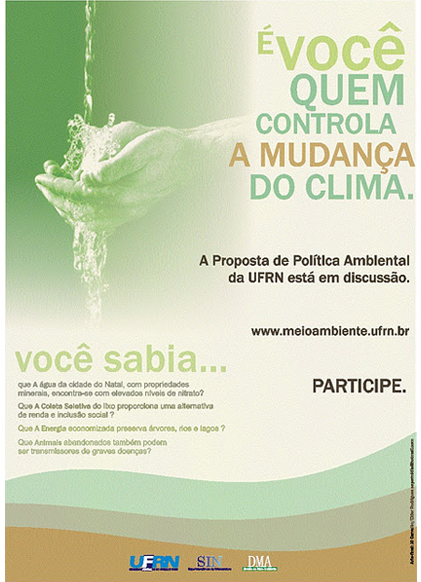 É você
QUEM
CONTROLA
A MUDANÇA
DO CLIMA.
A Proposta de Política Ambiental
da UFRN está em discussão.
www.meioambiente.ufrn.br
você sabia...
que A água da cidade do Natal, com propriedades
minerais, encontra-se com elevados níveis de nitrato?
Que A Coleta Seletiva do lixo proporciona uma alternativa
de renda e inclusão social ?
Que A Energia economizada preserva árvores, rios e lagos ?
Que Animais abandonados também podem
ser transmissores de graves doenças?
PARTICIPE.
UFRN
SIN
DMA